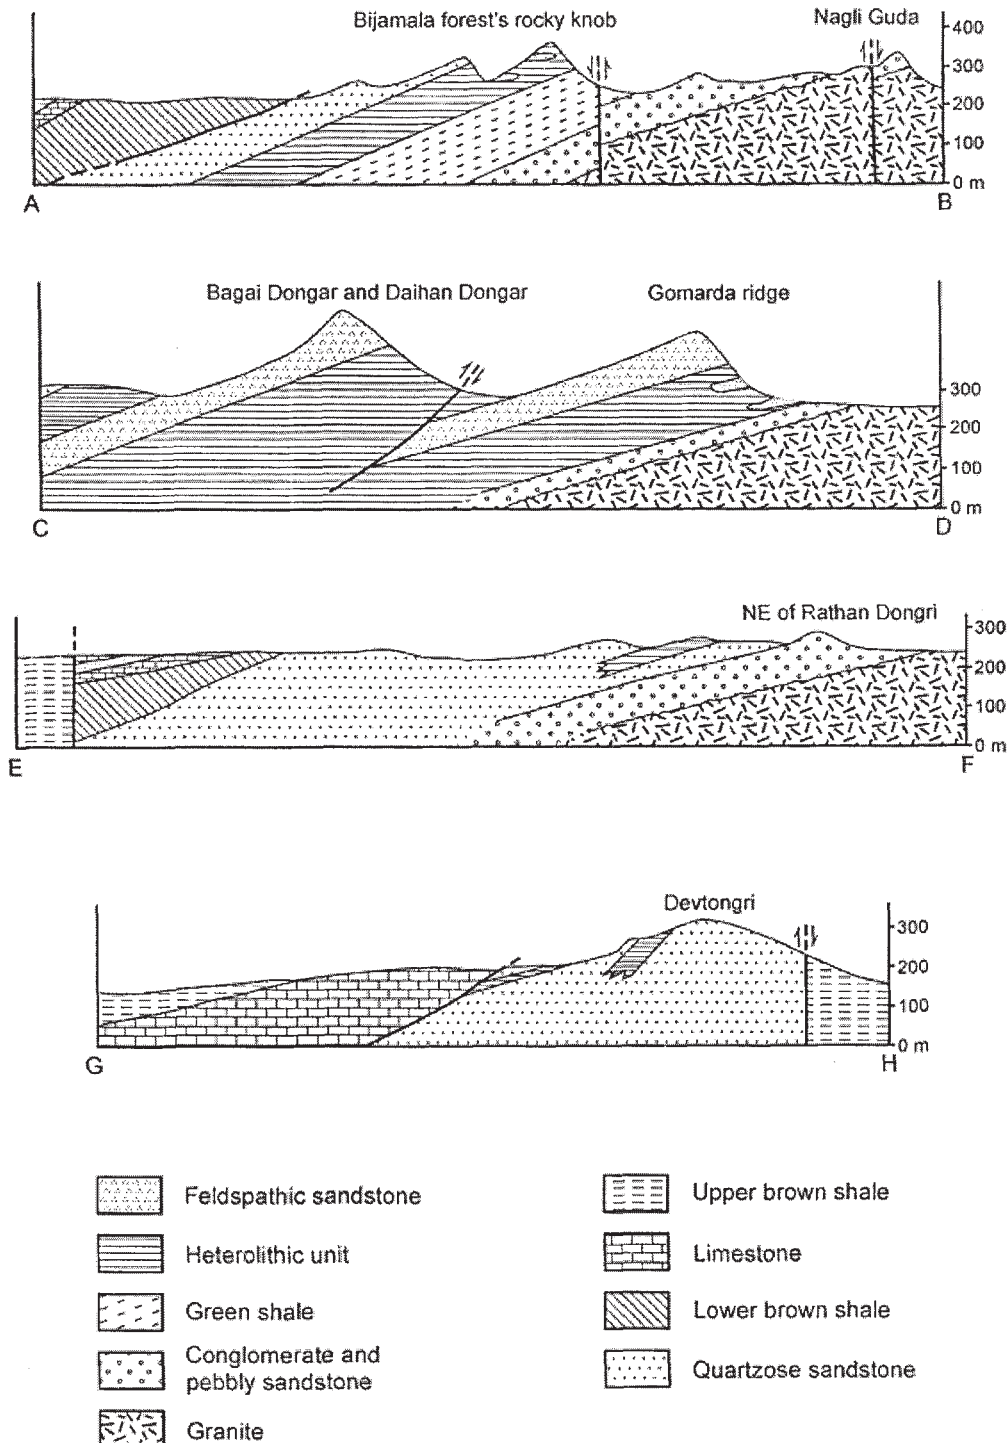 Bijamala forest's rocky knob
Nagli Guda
400
300
200
100
0 m
A
B
Bagai Dongar and Daihan Dongar
Gomarda ridge
300
200
100
0 m
C
D
NE of Rathan Dongri
300
200
100
0 m
E
F
Devtongri
300
200
100
0 m
G
H
Feldspathic sandstone
Heterolithic unit
Green shale
Conglomerate and
pebbly sandstone
Granite
Upper brown shale
Limestone
Lower brown shale
Quartzose sandstone